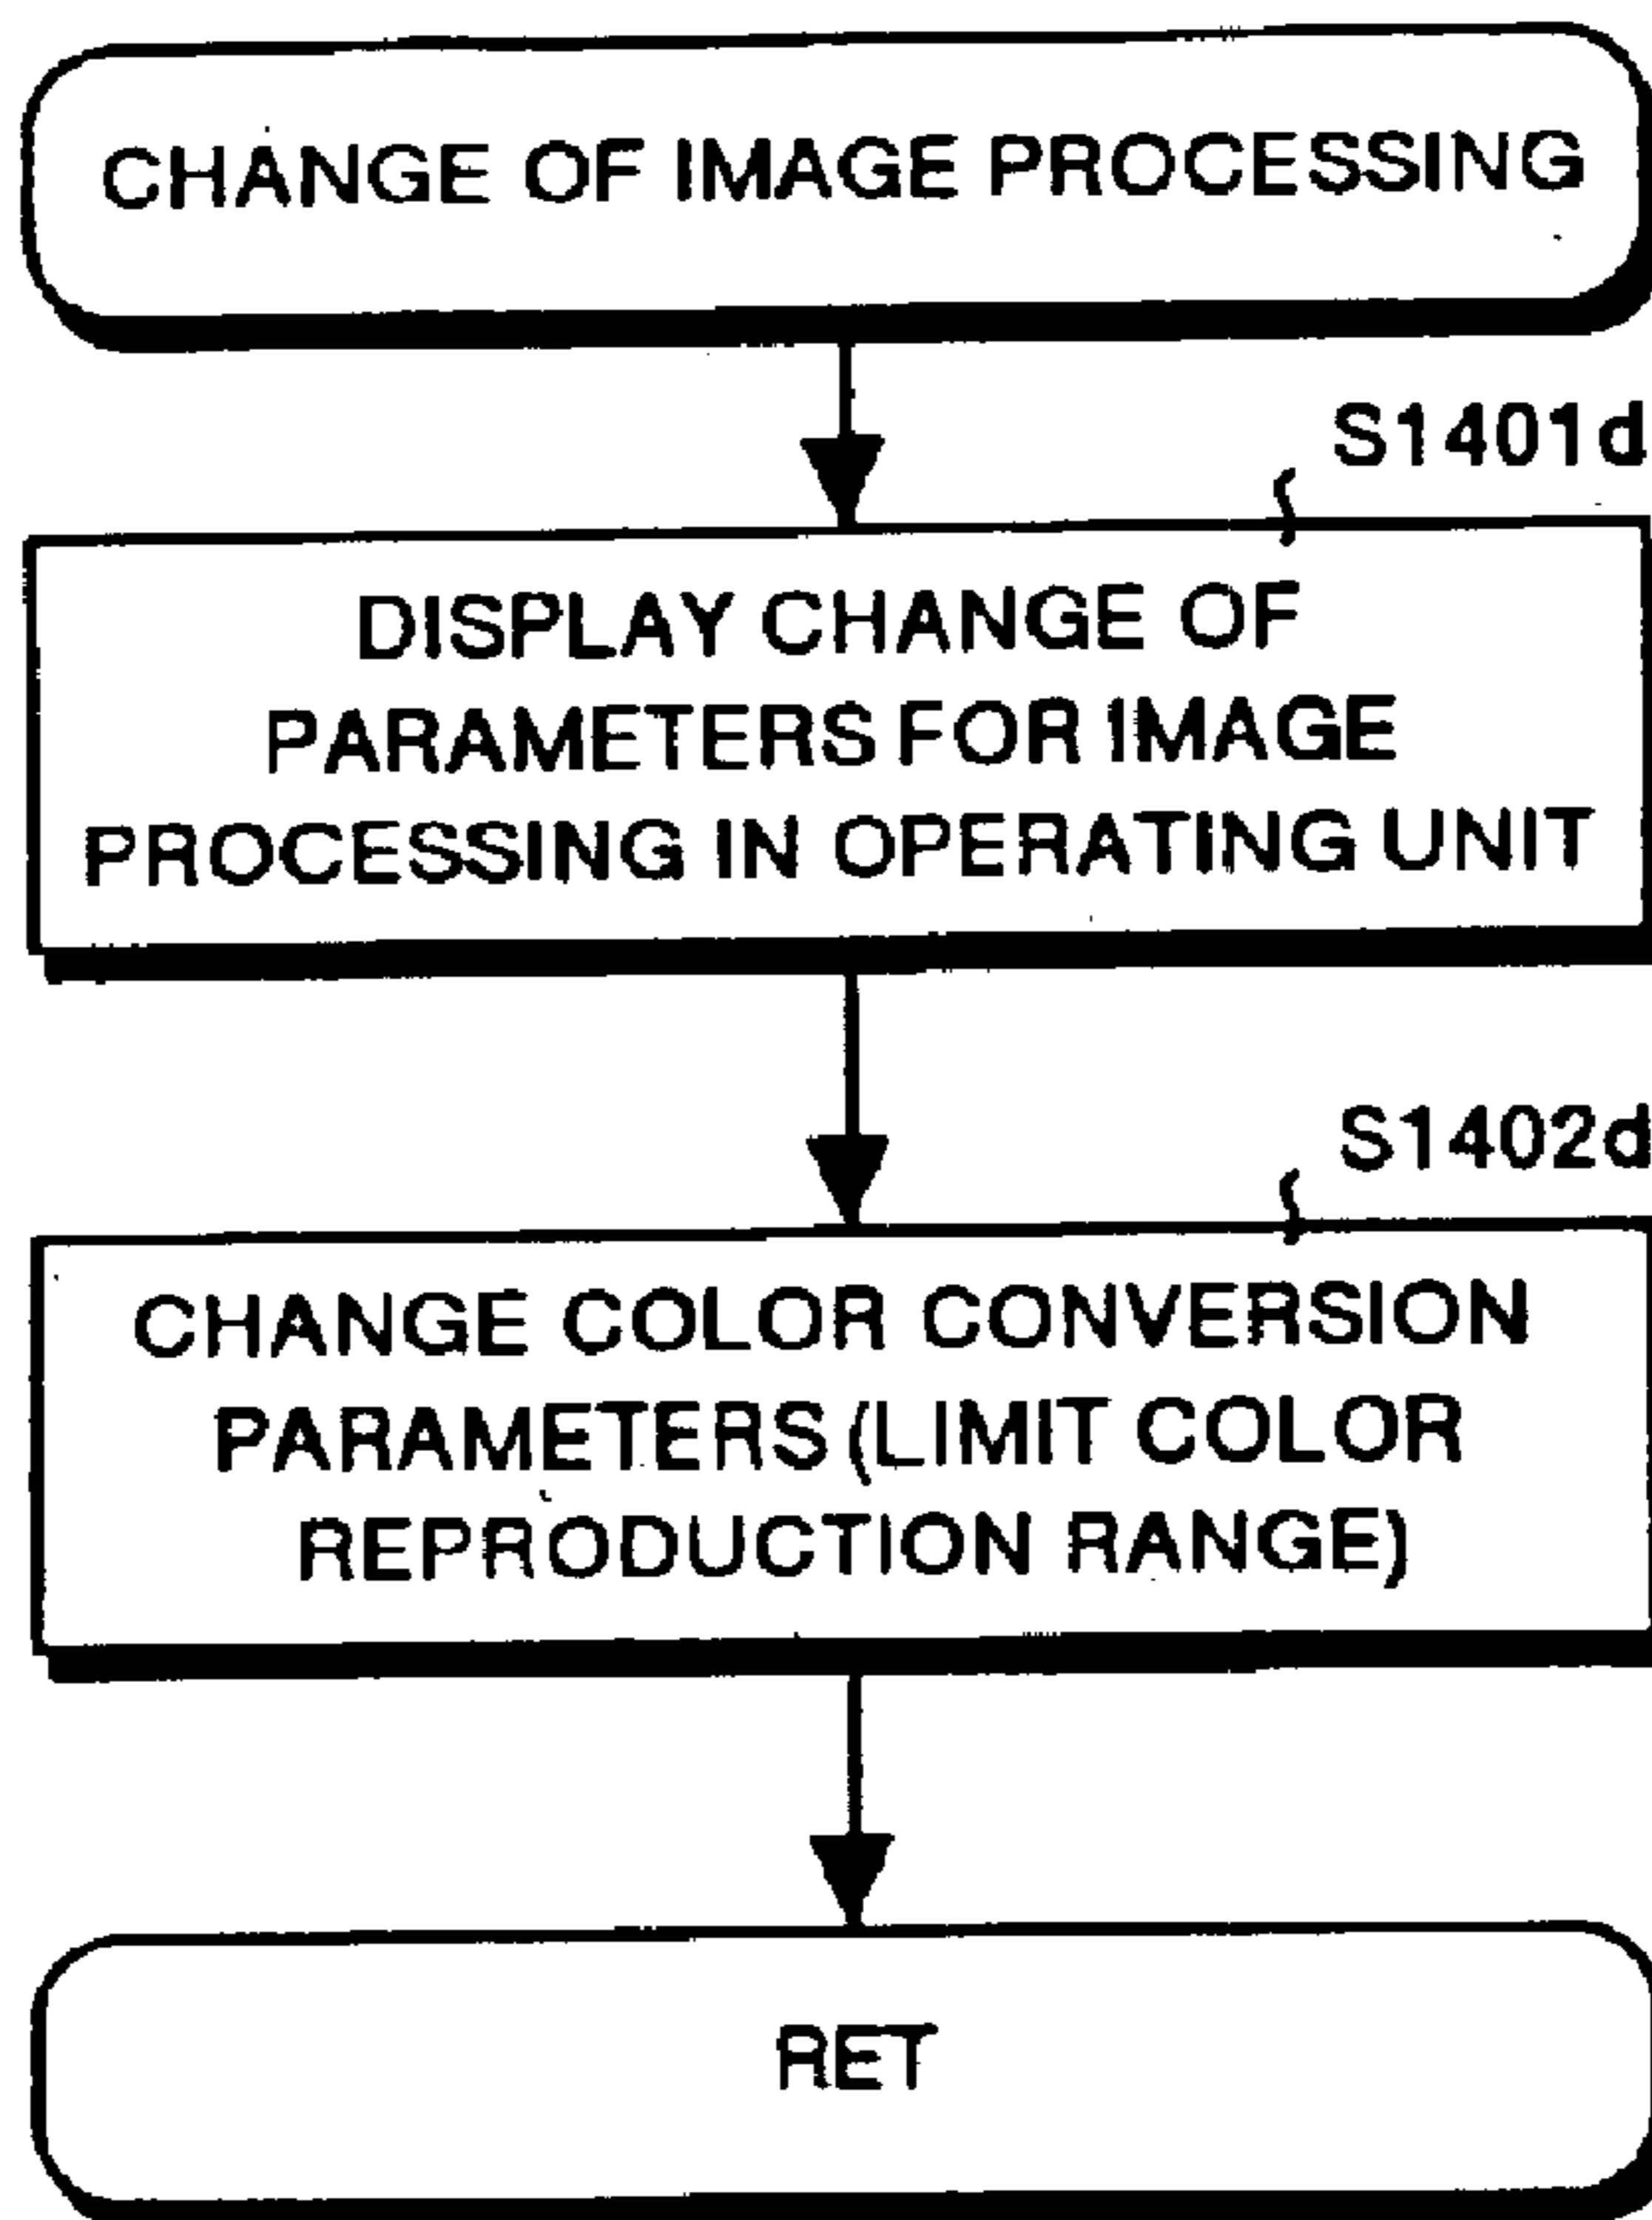 CHANGE OF IMAGE PROCESSING
S1401d
DISPLAY CHANGE OF
PARAMETERS FOR IMAGE
PROCESSING IN OPERATING UNIT
S1402d
CHANGE COLOR CONVERSION
PARAMETERS (LIMIT COLOR
REPRODUCTION RANGE)
RET